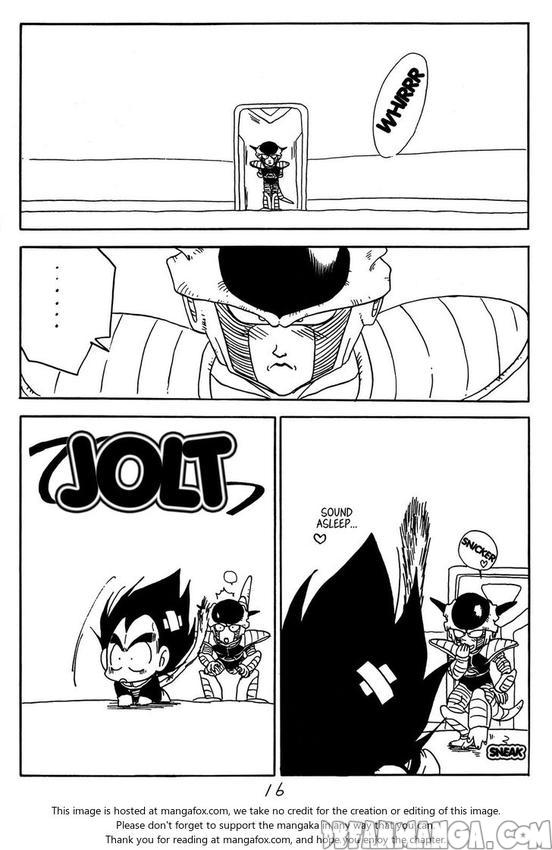 WHIRRR
.......
JOLT
SOUND
ASLEEP...
♡
SNICKER
♡
SNEAK
16
This image is hosted at mangafox.com, we take no credit for the creation or editing of this image.
Please don't forget to support the mangaka in any way that you can.
Thank you for reading at mangafox.com, and hope you enjoy the chapter.